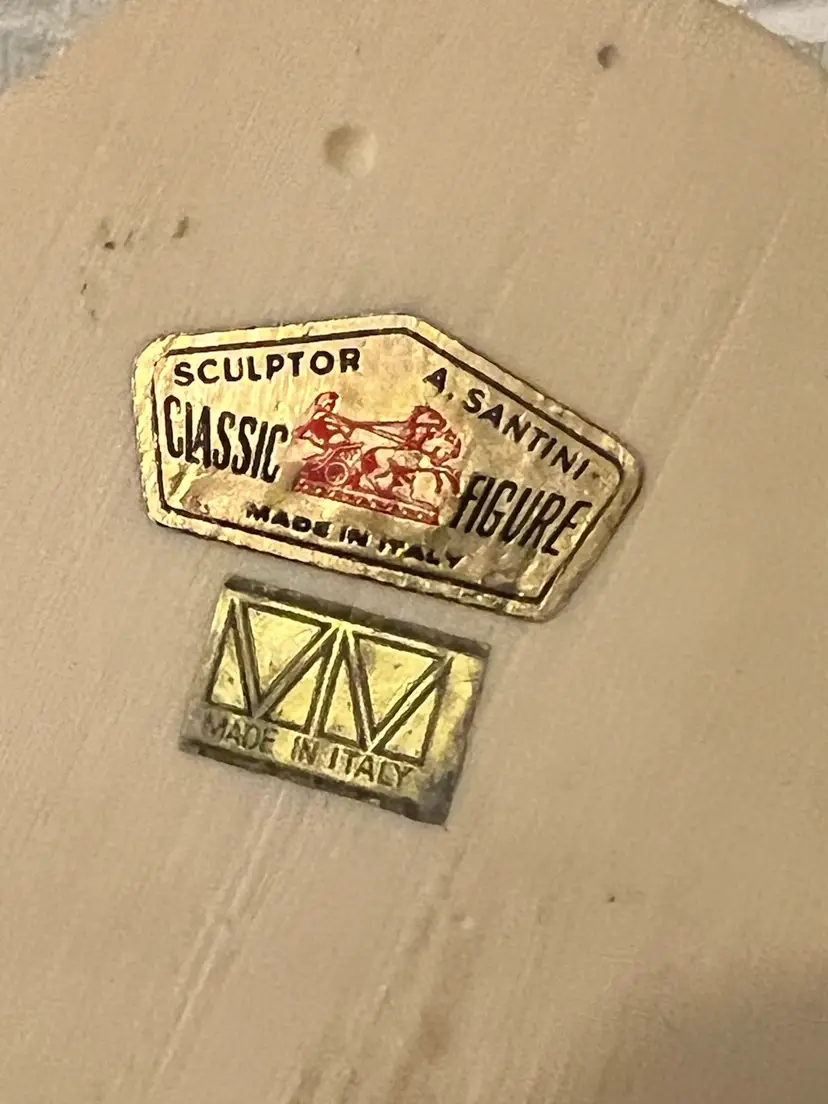 SCULPTOR A. SANTINI
CLASSIC FIGURE
MADE IN ITALY
MADE IN ITALY